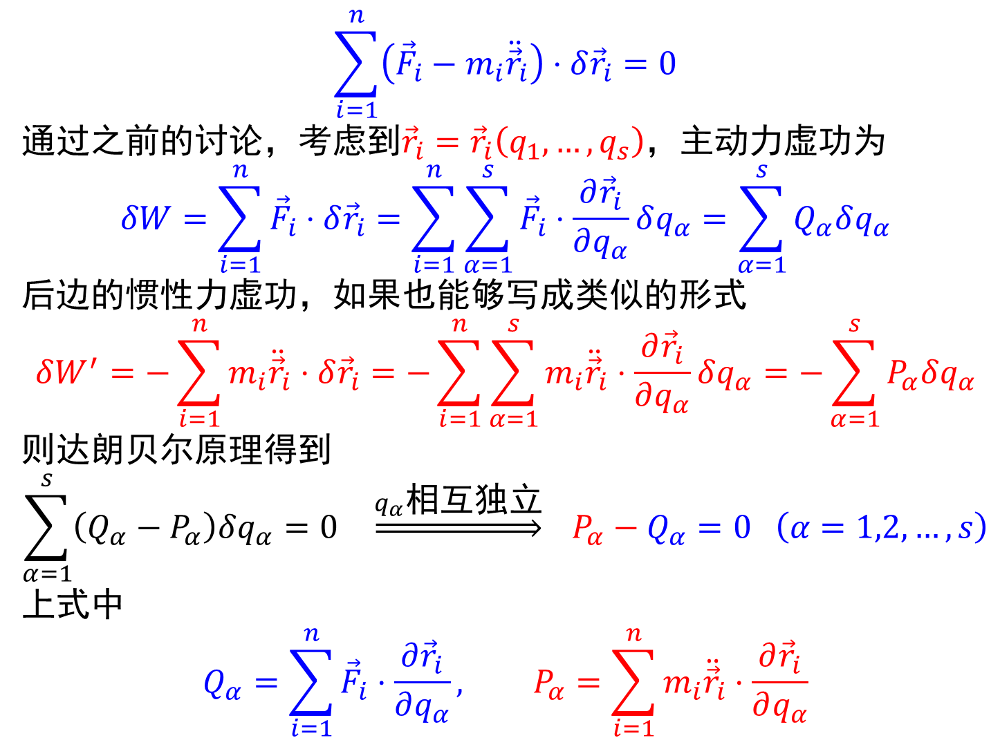 $$\sum_{i=1}^{n}\left(\vec{F}_i - m_i\ddot{\vec{r}}_i\right)\cdot\delta\vec{r}_i = 0$$
通过之前的讨论，考虑到$\vec{r}_i = \vec{r}_i(q_1, \ldots, q_s)$，主动力虚功为
$$\delta W = \sum_{i=1}^{n}\vec{F}_i\cdot\delta\vec{r}_i = \sum_{i=1}^{n}\sum_{\alpha=1}^{s}\vec{F}_i\cdot\frac{\partial\vec{r}_i}{\partial q_\alpha}\delta q_\alpha = \sum_{\alpha=1}^{s}Q_\alpha\delta q_\alpha$$
后边的惯性力虚功，如果也能够写成类似的形式
$$\delta W' = -\sum_{i=1}^{n}m_i\ddot{\vec{r}}_i\cdot\delta\vec{r}_i = -\sum_{i=1}^{n}\sum_{\alpha=1}^{s}m_i\ddot{\vec{r}}_i\cdot\frac{\partial\vec{r}_i}{\partial q_\alpha}\delta q_\alpha = -\sum_{\alpha=1}^{s}P_\alpha\delta q_\alpha$$
则达朗贝尔原理得到
$$\sum_{\alpha=1}^{s}(Q_\alpha - P_\alpha)\delta q_\alpha = 0 \quad \xRightarrow{q_\alpha\text{相互独立}} \quad P_\alpha - Q_\alpha = 0 \quad (\alpha = 1,2,\ldots,s)$$
上式中
$$Q_\alpha = \sum_{i=1}^{n}\vec{F}_i\cdot\frac{\partial\vec{r}_i}{\partial q_\alpha}, \qquad P_\alpha = \sum_{i=1}^{n}m_i\ddot{\vec{r}}_i\cdot\frac{\partial\vec{r}_i}{\partial q_\alpha}$$